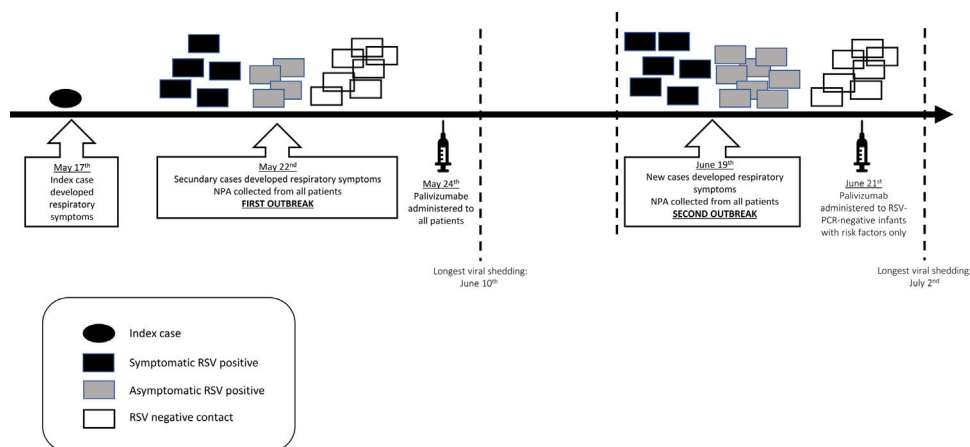 May 17th
Index case
developed
respiratory
symptoms
May 22nd
Secundary cases developed respiratory symptoms
NPA collected from all patients
FIRST OUTBREAK
May 24th
Palivizumabe
administered to
all patients
Longest viral shedding:
June 10th
June 19th
New cases developed respiratory
symptoms
NPA collected from all patients
SECOND OUTBREAK
June 21st
Palivizumab
administered to RSV-
PCR-negative infants
with risk factors only
Longest viral shedding:
July 2nd
Index case
Symptomatic RSV positive
Asymptomatic RSV positive
RSV negative contact